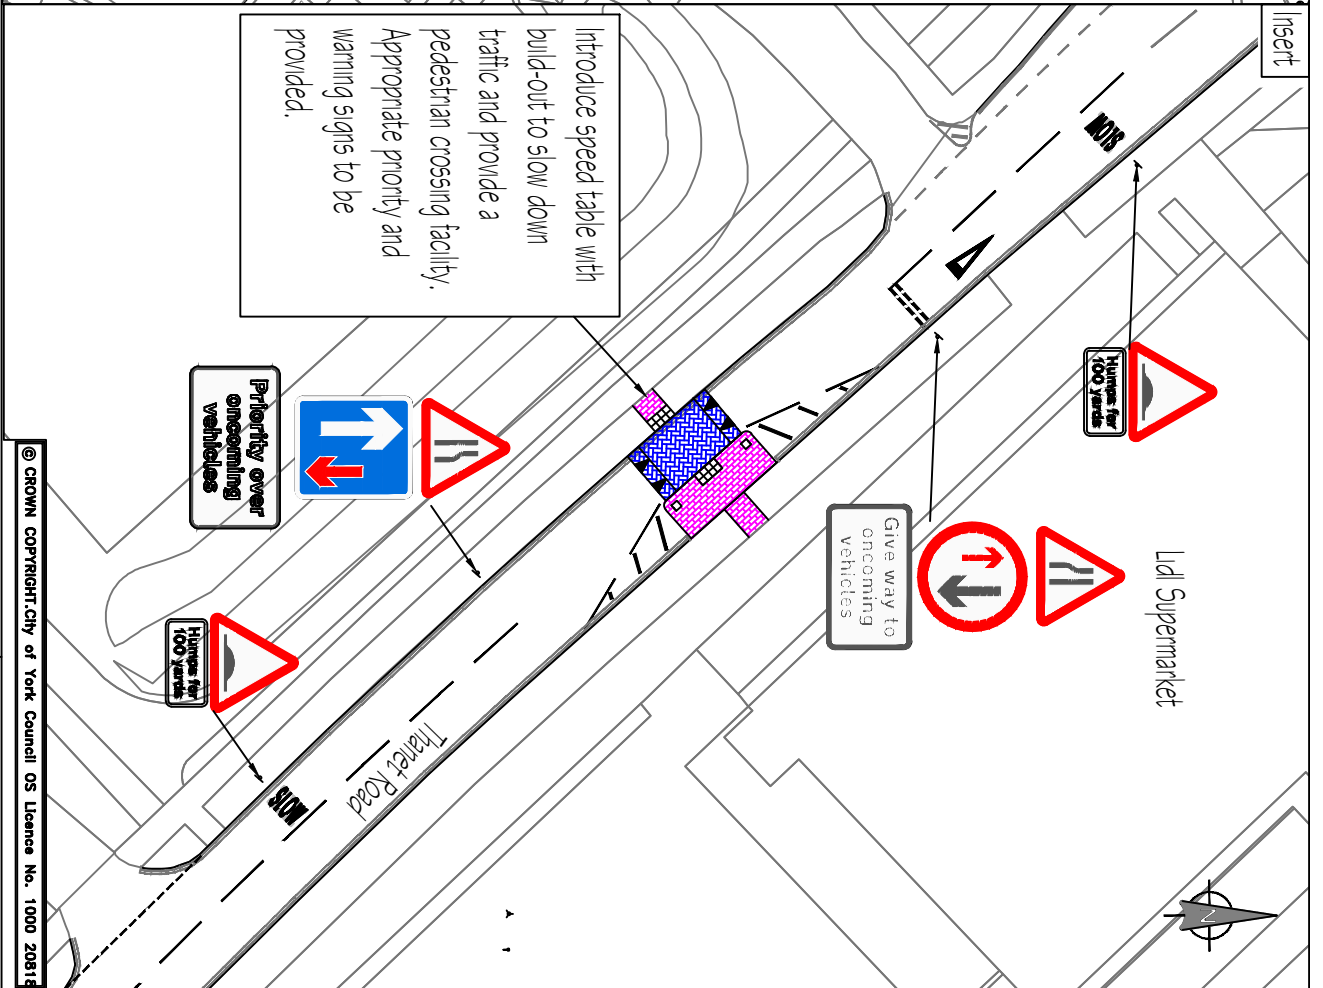 Insert
Introduce speed table with
build-out to slow down
traffic and provide a
pedestrian crossing facility.
Appropriate priority and
warning signs to be
provided.
SLOW
Humps for
100 yards
Lidl Supermarket
Give way to
oncoming
vehicles
Priority over
oncoming
vehicles
Humps for
100 yards
Thanet Road
SLOW
N
© CROWN COPYRIGHT.City of York Council OS Licence No. 1000 20818